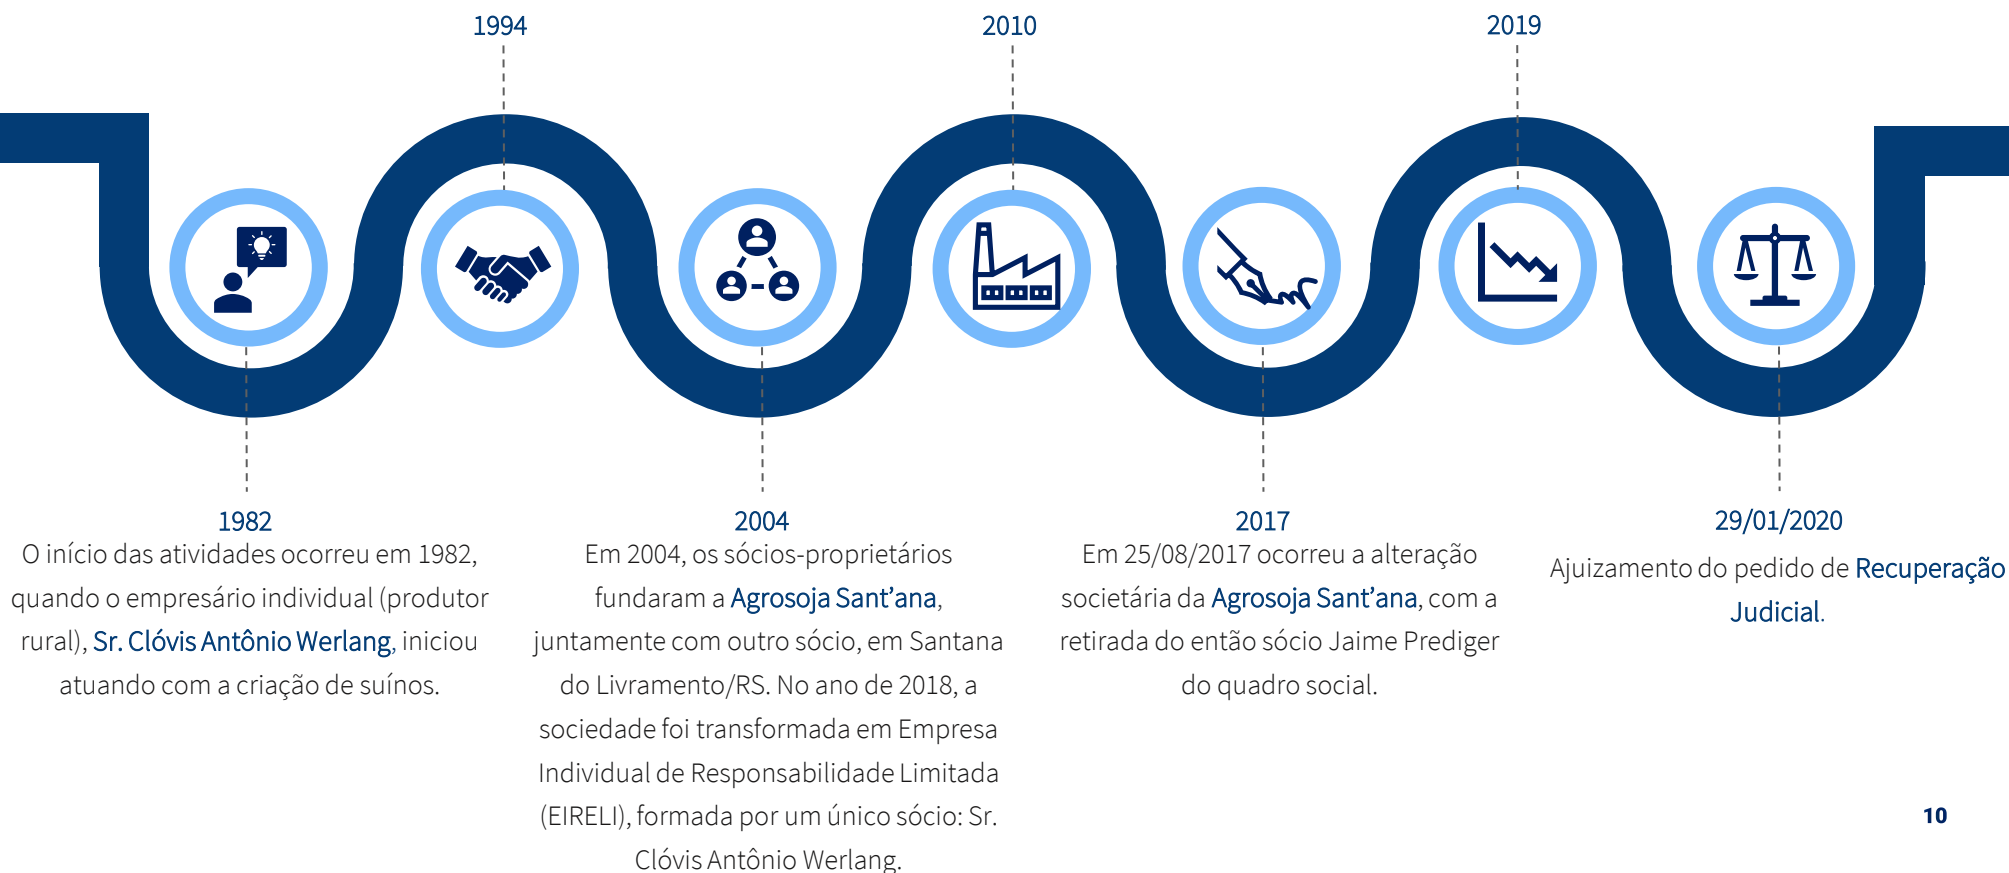 1994
2010
2019
1982
O início das atividades ocorreu em 1982,
quando o empresário individual (produtor
rural), Sr. Clóvis Antônio Werlang, iniciou
atuando com a criação de suínos.
2004
Em 2004, os sócios-proprietários
fundaram a Agrosoja Sant’ana,
juntamente com outro sócio, em Santana
do Livramento/RS. No ano de 2018, a
sociedade foi transformada em Empresa
Individual de Responsabilidade Limitada
(EIRELI), formada por um único sócio: Sr.
Clóvis Antônio Werlang.
2017
Em 25/08/2017 ocorreu a alteração
societária da Agrosoja Sant’ana, com a
retirada do então sócio Jaime Prediger
do quadro social.
29/01/2020
Ajuizamento do pedido de Recuperação
Judicial.
10